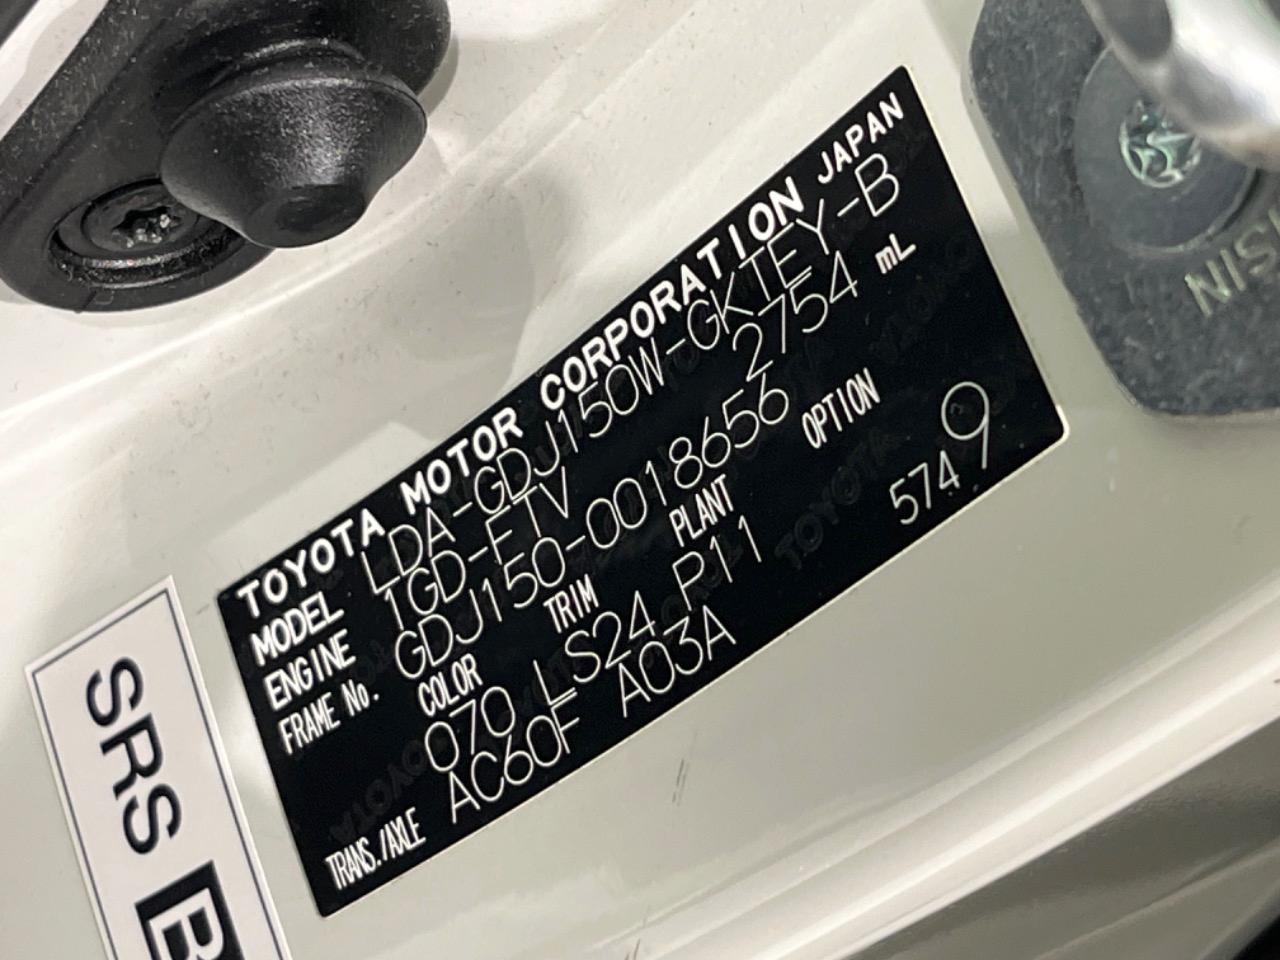 TOYOTA MOTOR CORPORATION JAPAN
MODEL LDA-GDJ150W-GKTEY-B
ENGINE 1GD-FTV 2754 mL
FRAME No. GDJ150-0018656
COLOR TRIM PLANT OPTION
070 LS24 P11
TRANS./AXLE AC60F A03A
5749
SRS
B
NISIN